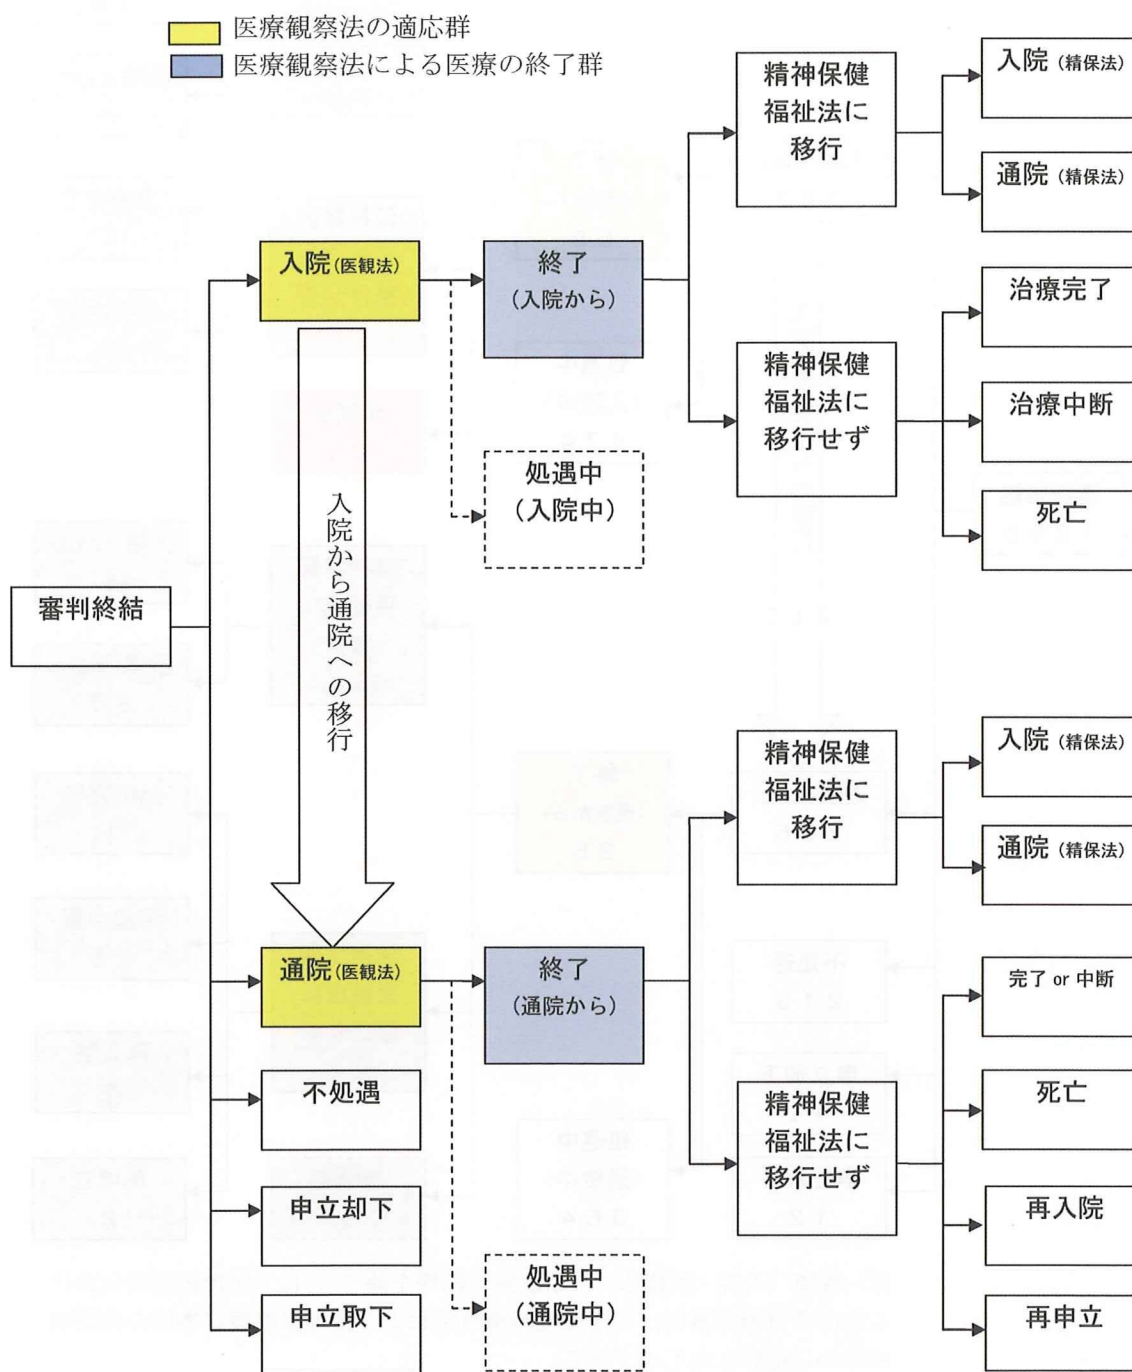 医療観察法の適応群
医療観察法による医療の終了群
審判終結
入院(医観法)
入院から通院への移行
通院(医観法)
不処遇
申立却下
申立取下
終了
(入院から)
処遇中
(入院中)
終了
(通院から)
処遇中
(通院中)
精神保健
福祉法に
移行
精神保健
福祉法に
移行せず
精神保健
福祉法に
移行
精神保健
福祉法に
移行せず
入院(精保法)
通院(精保法)
治療完了
治療中断
死亡
入院(精保法)
通院(精保法)
完了 or 中断
死亡
再入院
再申立